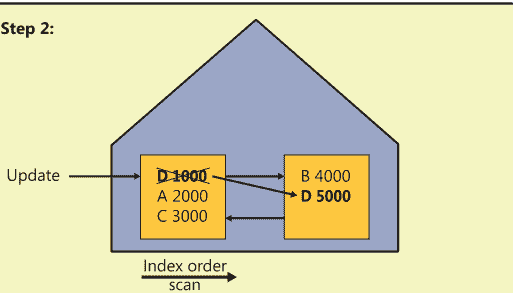 Step 2:
Update
D 1000
A 2000
C 3000
B 4000
D 5000
Index order
scan